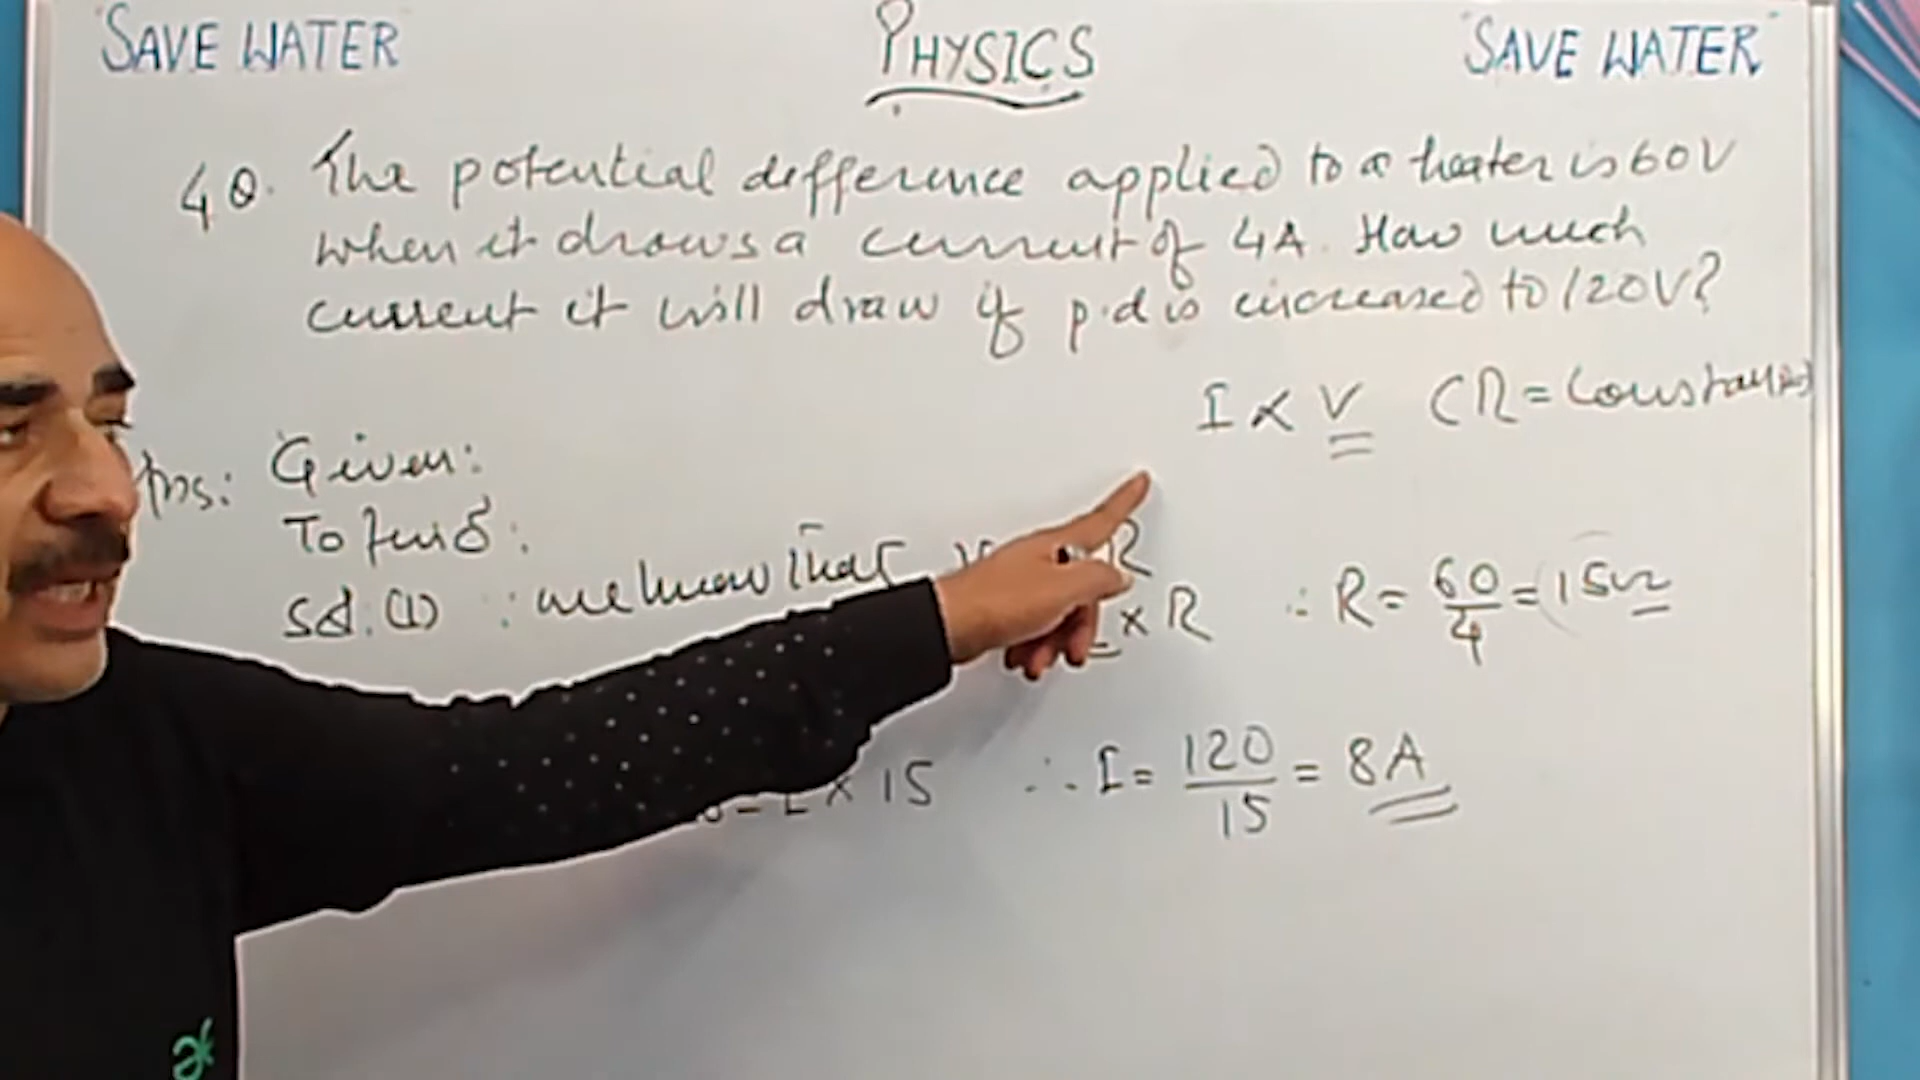 "SAVE WATER PHYSICS "SAVE WATER"
4Q. The potential difference applied to a heater is 60V
when it draws a current of 4A. How much
current it will draw if p.d is increased to 120V?
I ∝ V (R = Constant)
Ans: Given:
To find:
Sol. (1) : we know that R
× R ∴ R = 60/4 = 15Ω
= I × 15 ∴ I = 120/15 = 8A